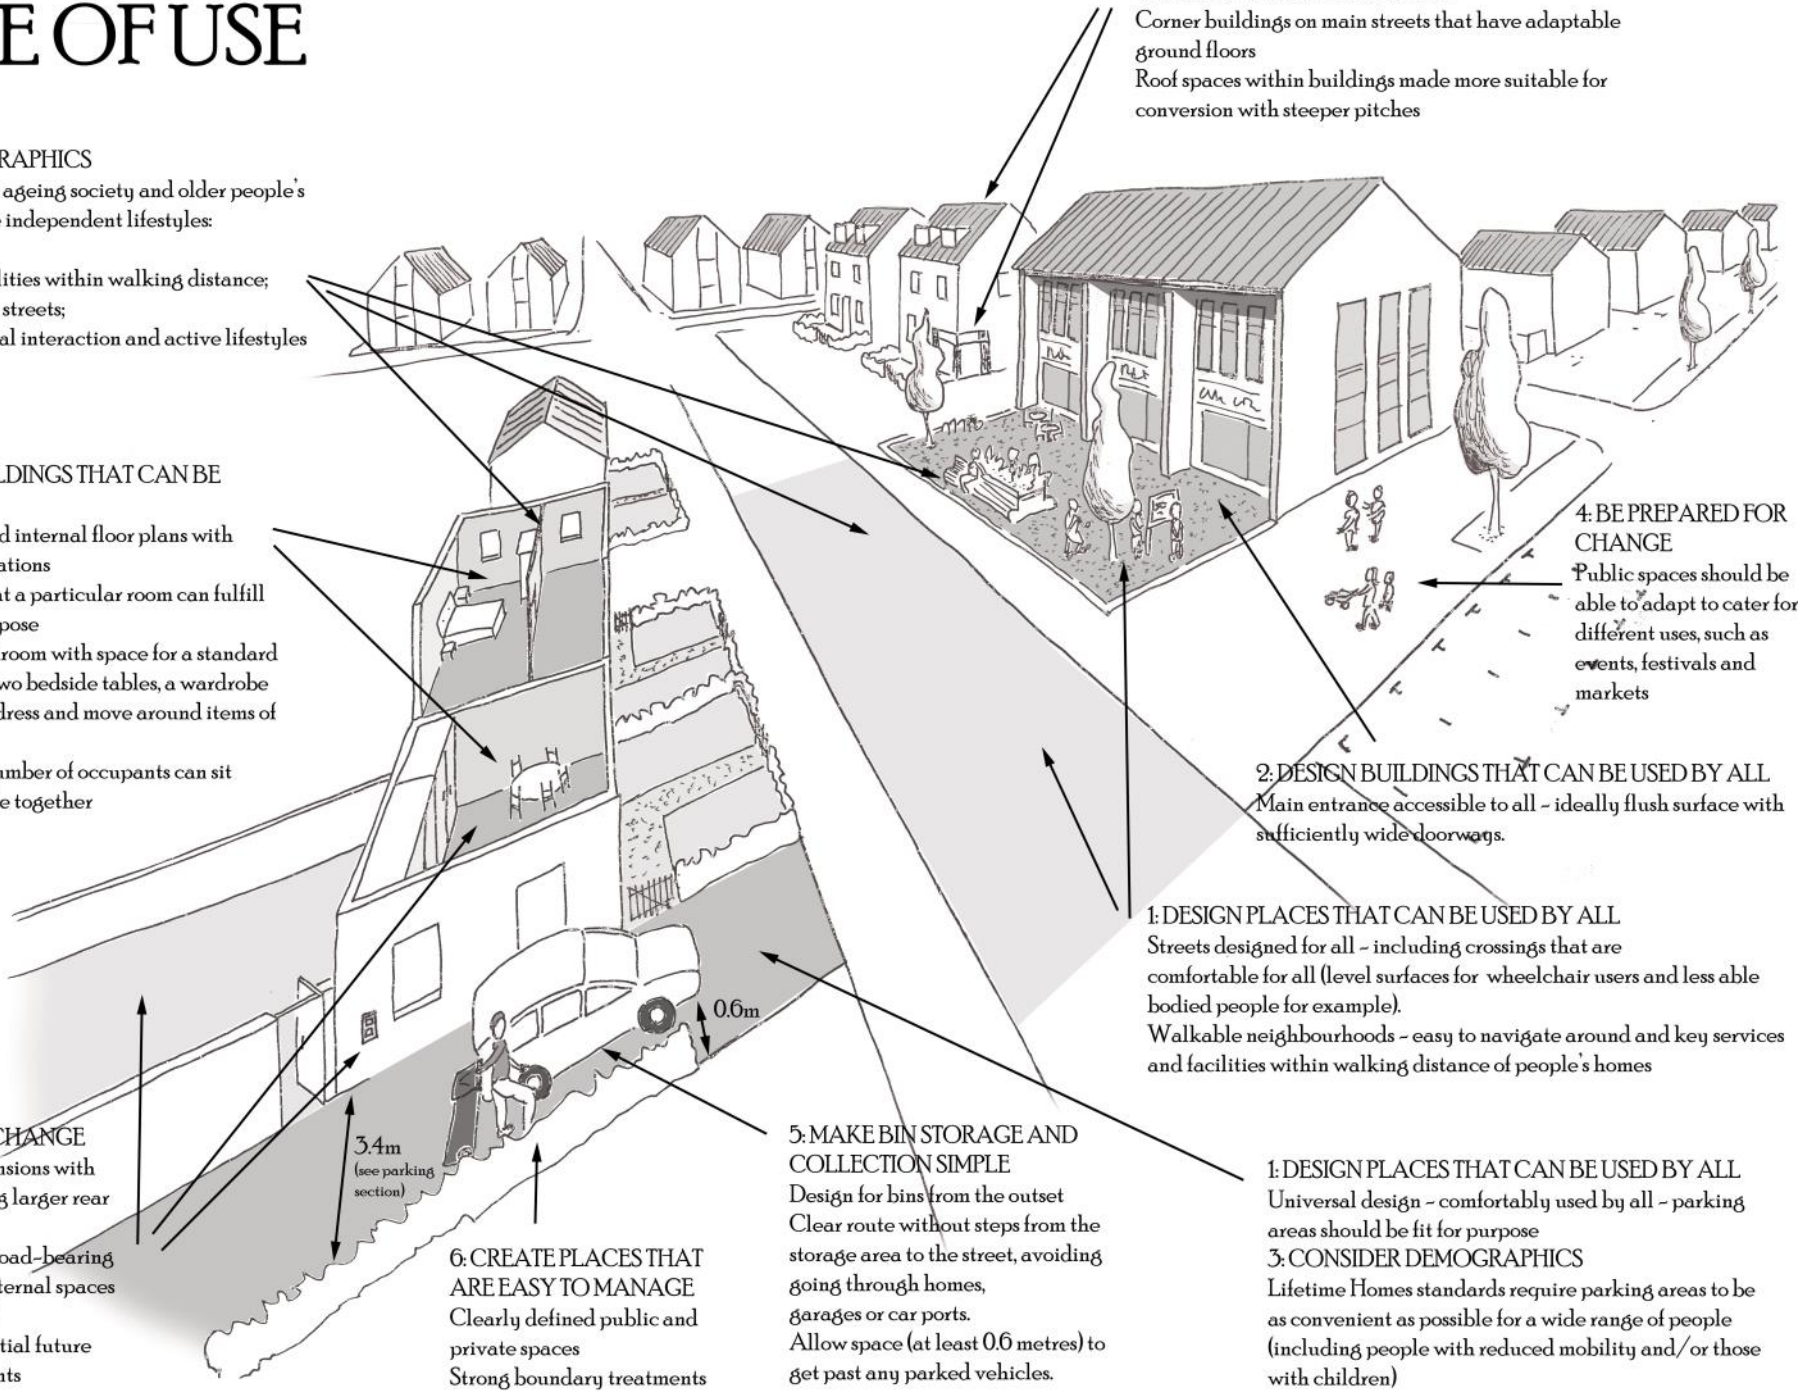 E OF USE
Corner buildings on main streets that have adaptable
ground floors
Roof spaces within buildings made more suitable for
conversion with steeper pitches
RAPHICS
ageing society and older people's
independent lifestyles:
lities within walking distance;
streets;
al interaction and active lifestyles
LDINGS THAT CAN BE
d internal floor plans with
ations
at a particular room can fulfill
pose
room with space for a standard
wo bedside tables, a wardrobe
dress and move around items of
umber of occupants can sit
e together
4: BE PREPARED FOR
CHANGE
Public spaces should be
able to adapt to cater for
different uses, such as
events, festivals and
markets
2: DESIGN BUILDINGS THAT CAN BE USED BY ALL
Main entrance accessible to all - ideally flush surface with
sufficiently wide doorways.
1: DESIGN PLACES THAT CAN BE USED BY ALL
Streets designed for all - including crossings that are
comfortable for all (level surfaces for wheelchair users and less able
bodied people for example).
Walkable neighbourhoods - easy to navigate around and key services
and facilities within walking distance of people's homes
0.6m
3.4m
(see parking
section)
CHANGE
nsions with
g larger rear
oad-bearing
ternal spaces
tial future
nts
6: CREATE PLACES THAT
ARE EASY TO MANAGE
Clearly defined public and
private spaces
Strong boundary treatments
5: MAKE BIN STORAGE AND
COLLECTION SIMPLE
Design for bins from the outset
Clear route without steps from the
storage area to the street, avoiding
going through homes,
garages or car ports.
Allow space (at least 0.6 metres) to
get past any parked vehicles.
1: DESIGN PLACES THAT CAN BE USED BY ALL
Universal design - comfortably used by all - parking
areas should be fit for purpose
3: CONSIDER DEMOGRAPHICS
Lifetime Homes standards require parking areas to be
as convenient as possible for a wide range of people
(including people with reduced mobility and/or those
with children)